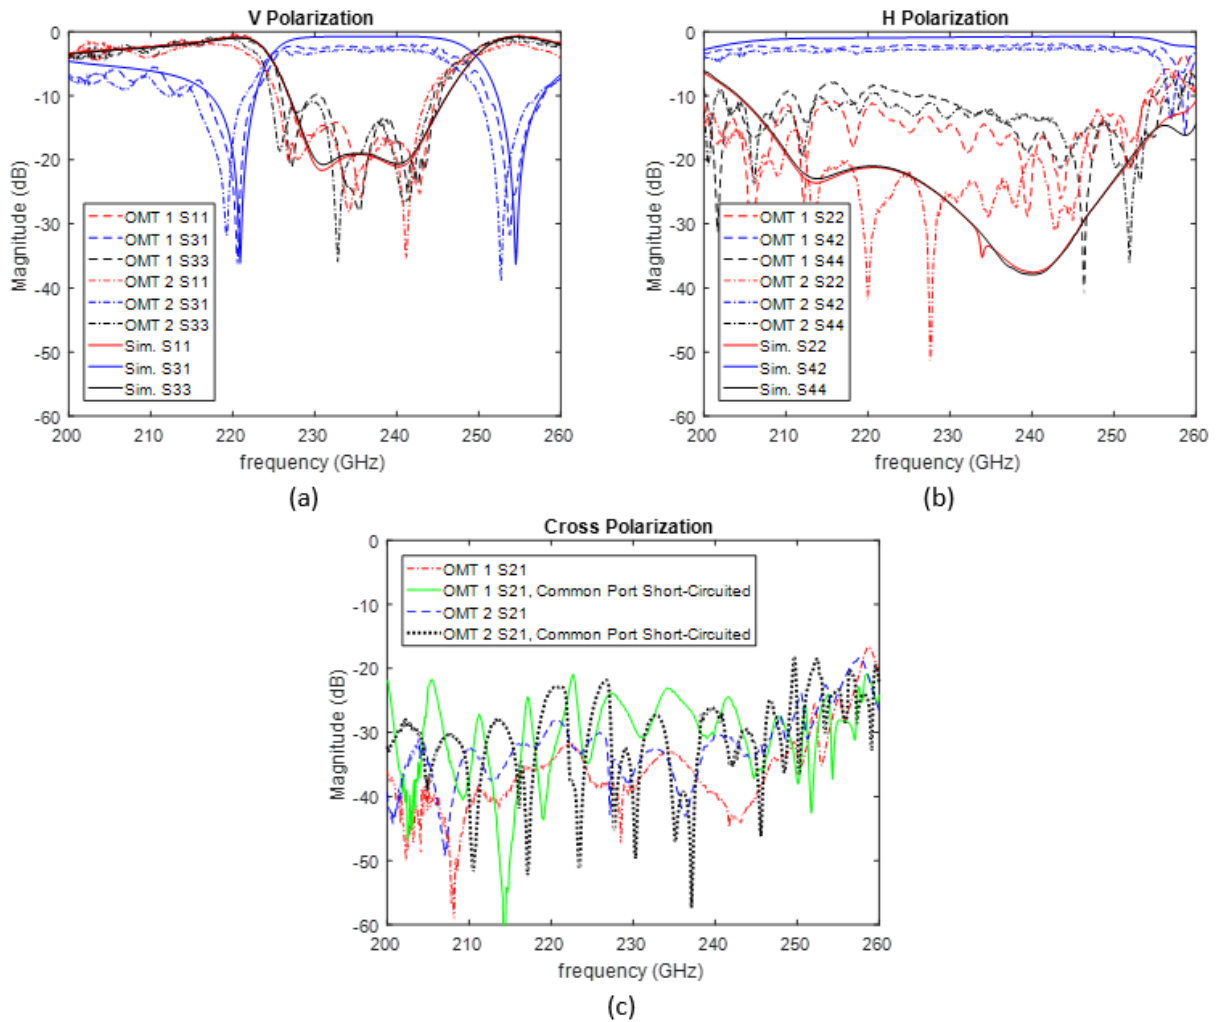 V Polarization
0
-10
-20
-30
-40
-50
-60
Magnitude (dB)
OMT 1 S11
OMT 1 S31
OMT 1 S33
OMT 2 S11
OMT 2 S31
OMT 2 S33
Sim. S11
Sim. S31
Sim. S33
200 210 220 230 240 250 260
frequency (GHz)
(a)
H Polarization
0
-10
-20
-30
-40
-50
-60
Magnitude (dB)
OMT 1 S22
OMT 1 S42
OMT 1 S44
OMT 2 S22
OMT 2 S42
OMT 2 S44
Sim. S22
Sim. S42
Sim. S44
200 210 220 230 240 250 260
frequency (GHz)
(b)
Cross Polarization
0
-10
-20
-30
-40
-50
-60
Magnitude (dB)
OMT 1 S21
OMT 1 S21, Common Port Short-Circuited
OMT 2 S21
OMT 2 S21, Common Port Short-Circuited
200 210 220 230 240 250 260
frequency (GHz)
(c)